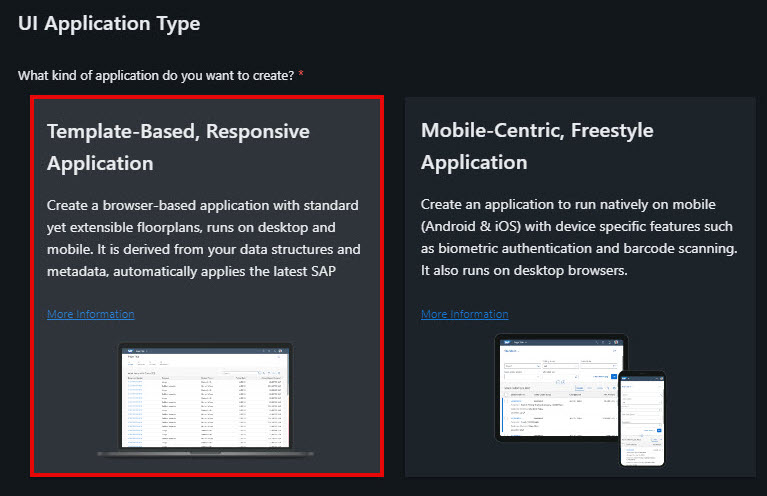 UI Application Type
What kind of application do you want to create? *
Template-Based, Responsive
Application
Create a browser-based application with standard
yet extensible floorplans, runs on desktop and
mobile. It is derived from your data structures and
metadata, automatically applies the latest SAP
More Information
Mobile-Centric, Freestyle
Application
Create an application to run natively on mobile
(Android & iOS) with device specific features such
as biometric authentication and barcode scanning.
It also runs on desktop browsers.
More Information